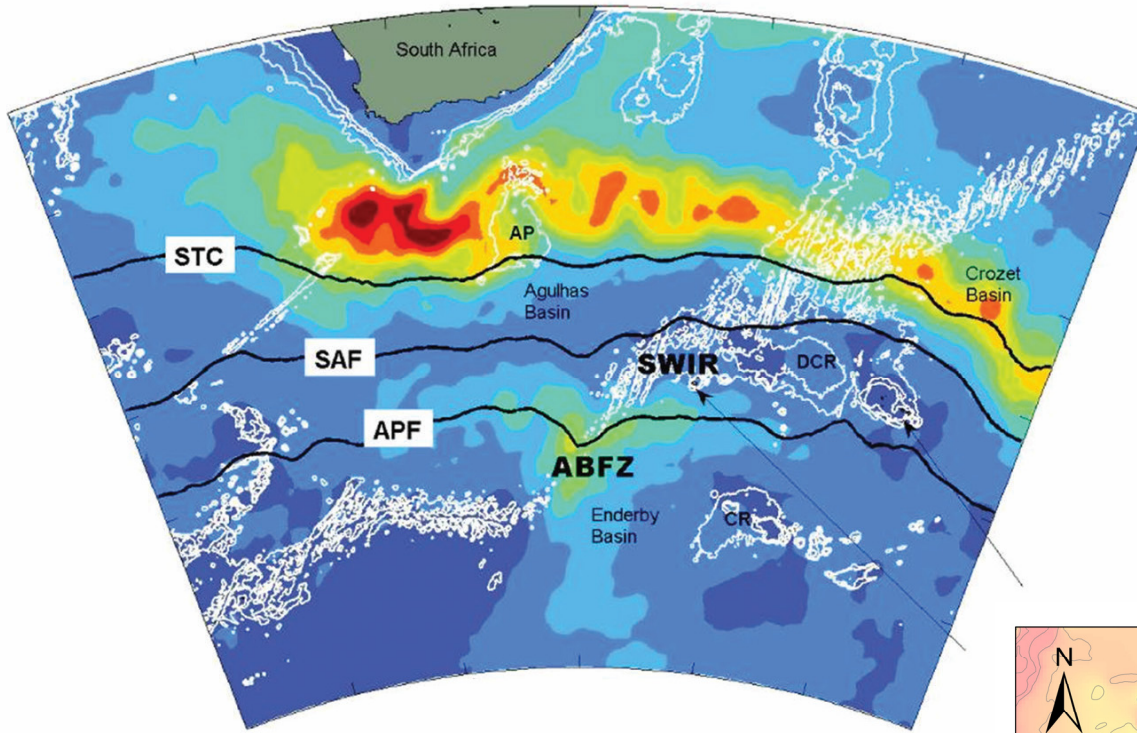 South Africa
AP
STC
Agulhas
Basin
Crozet
Basin
SAF
SWIR
DCR
APF
ABFZ
Enderby
Basin
CR
N